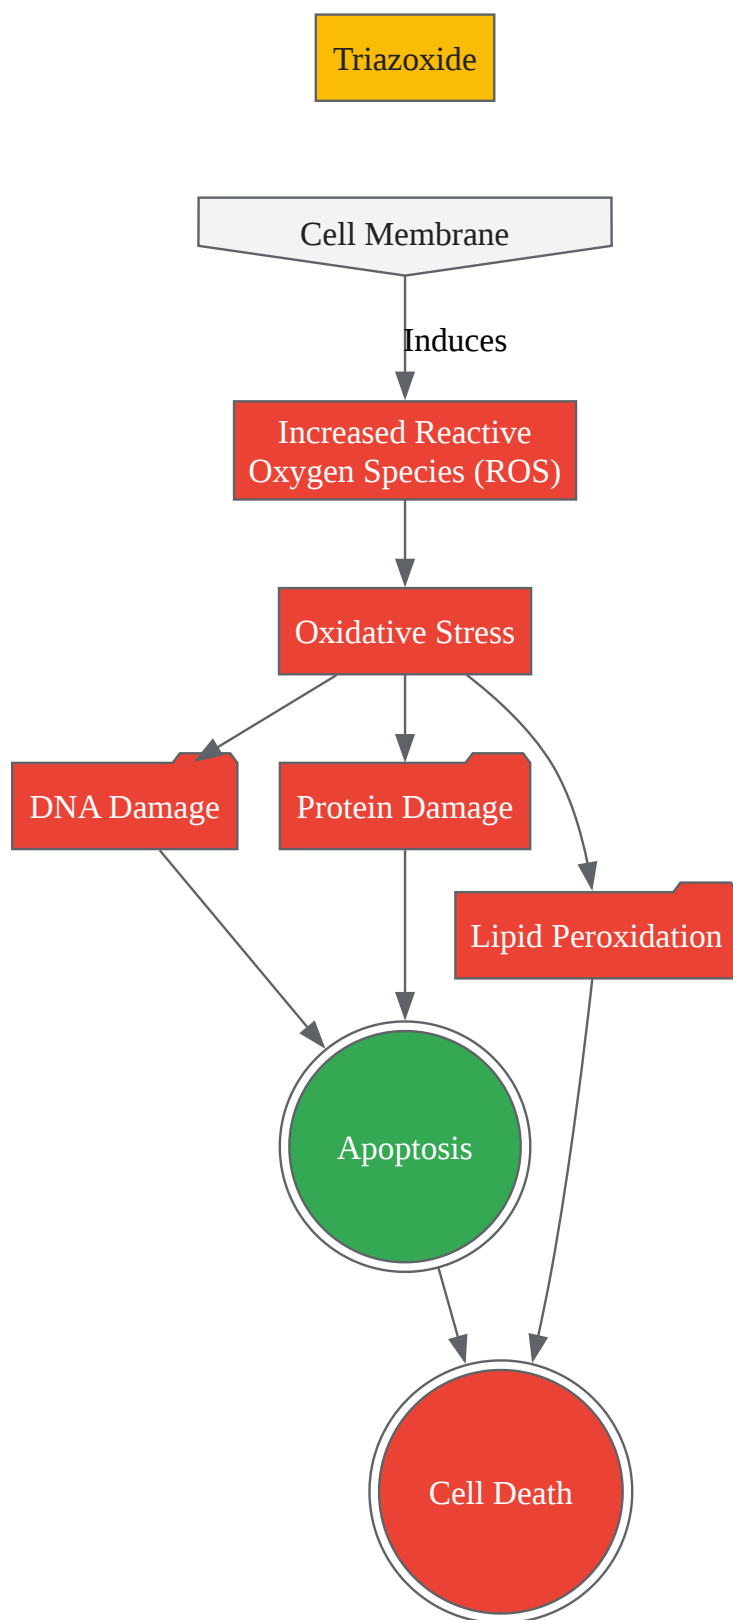 Triazoxide
Cell Membrane
Induces
Increased Reactive
Oxygen Species (ROS)
Oxidative Stress
DNA Damage
Protein Damage
Lipid Peroxidation
Apoptosis
Cell Death